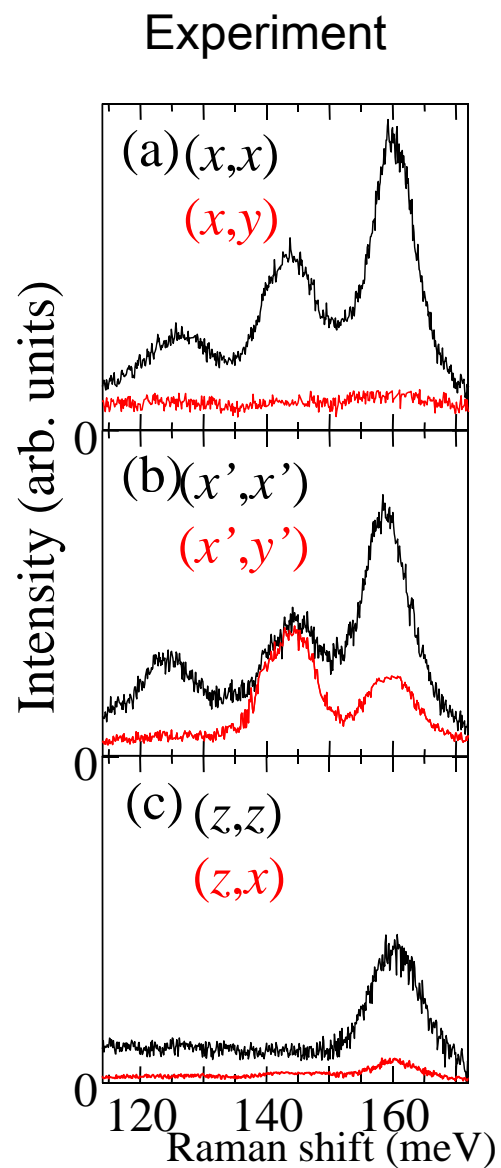 Experiment
(a) (x,x)
(x,y)
0
(b) (x’,x’)
(x’,y’)
0
(c) (z,z)
(z,x)
0
120 140 160
Raman shift (meV)
Intensity (arb. units)